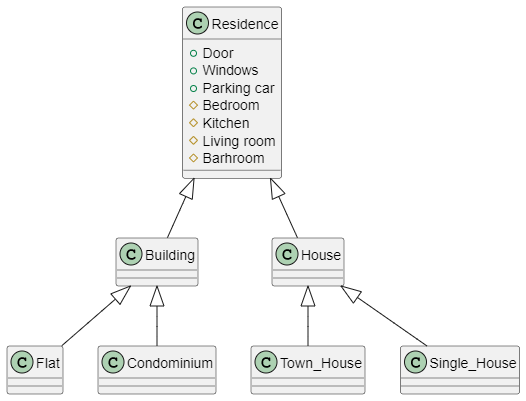 C Residence
Door
Windows
Parking car
Bedroom
Kitchen
Living room
Barhroom
C Building
C House
C Flat
C Condominium
C Town_House
C Single_House